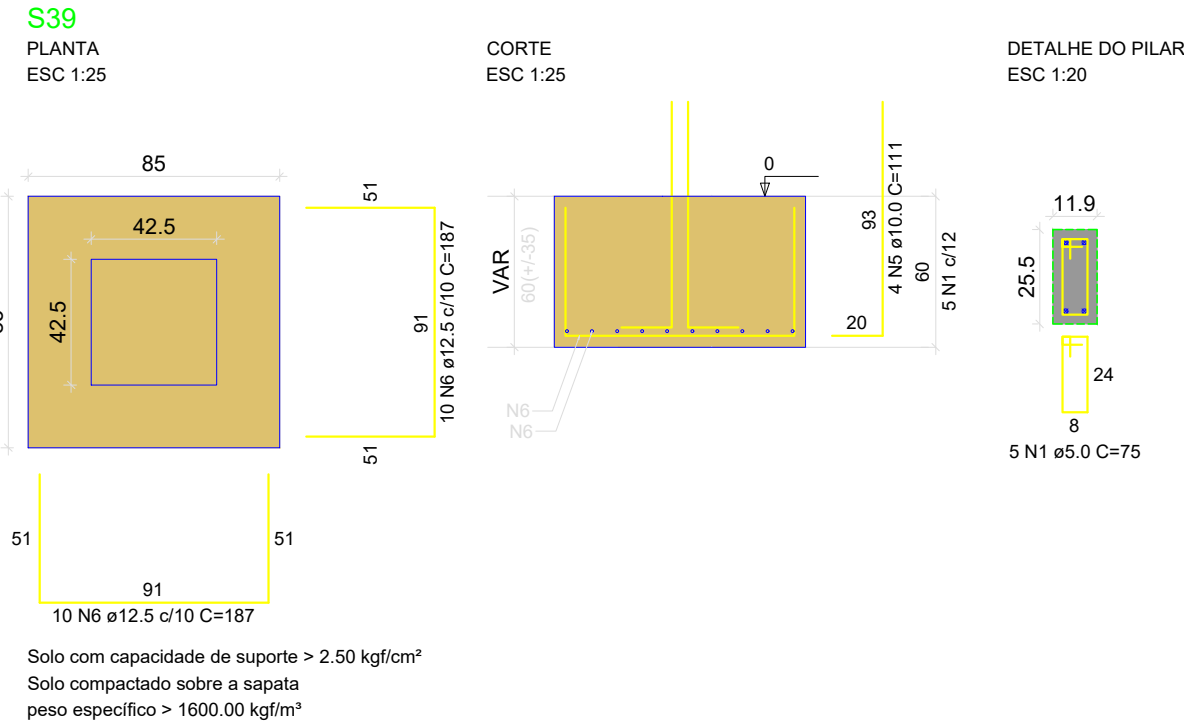 S39
PLANTA
ESC 1:25
CORTE
ESC 1:25
DETALHE DO PILAR
ESC 1:20
85
42.5
42.5
51
91
10 N6 ø12.5 c/10 C=187
51
51
51
91
10 N6 ø12.5 c/10 C=187
0
VAR
60(+/-35)
N6
N6
93
20
4 N5 ø10.0 C=111
60
5 N1 c/12
11.9
25.5
24
8
5 N1 ø5.0 C=75
Solo com capacidade de suporte > 2.50 kgf/cm²
Solo compactado sobre a sapata
peso específico > 1600.00 kgf/m³